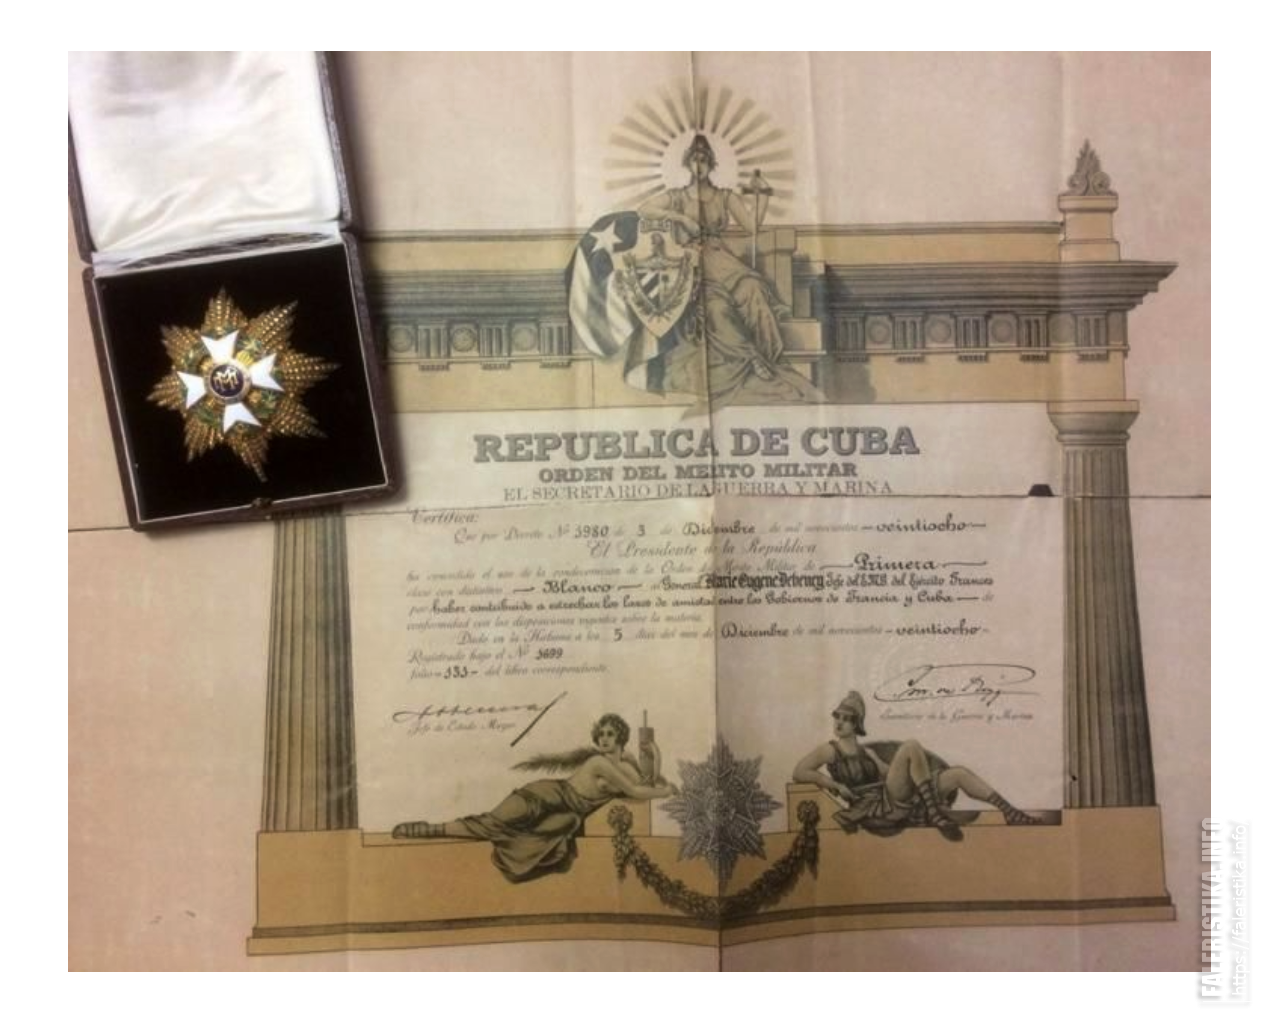 REPUBLICA DE CUBA
ORDEN DEL MERITO MILITAR
EL SECRETARIO DE LA GUERRA Y MARINA
Certifica:
Que por Decreto Nº 3980 de 3 de Diciembre de mil novecientos veintiocho
El Presidente de la República
ha concedido el uso de la condecoración de la Orden del Mérito Militar de Primera
clase con distintivo Blanco al General Marie Eugene Debeney Jefe del E.M.G. del Ejército Frances
por haber contribuido a estrechar los lazos de amistad entre los Gobiernos de Francia y Cuba de
conformidad con las disposiciones vigentes sobre la materia.
Dado en la Habana a los 5 días del mes de Diciembre de mil novecientos veintiocho
Registrado bajo el Nº 3699
folio 333 del libro correspondiente.
Jefe de Estado Mayor
Secretario de la Guerra y Marina
MM
FALERISTIKA.INFO
https://faleristika.info